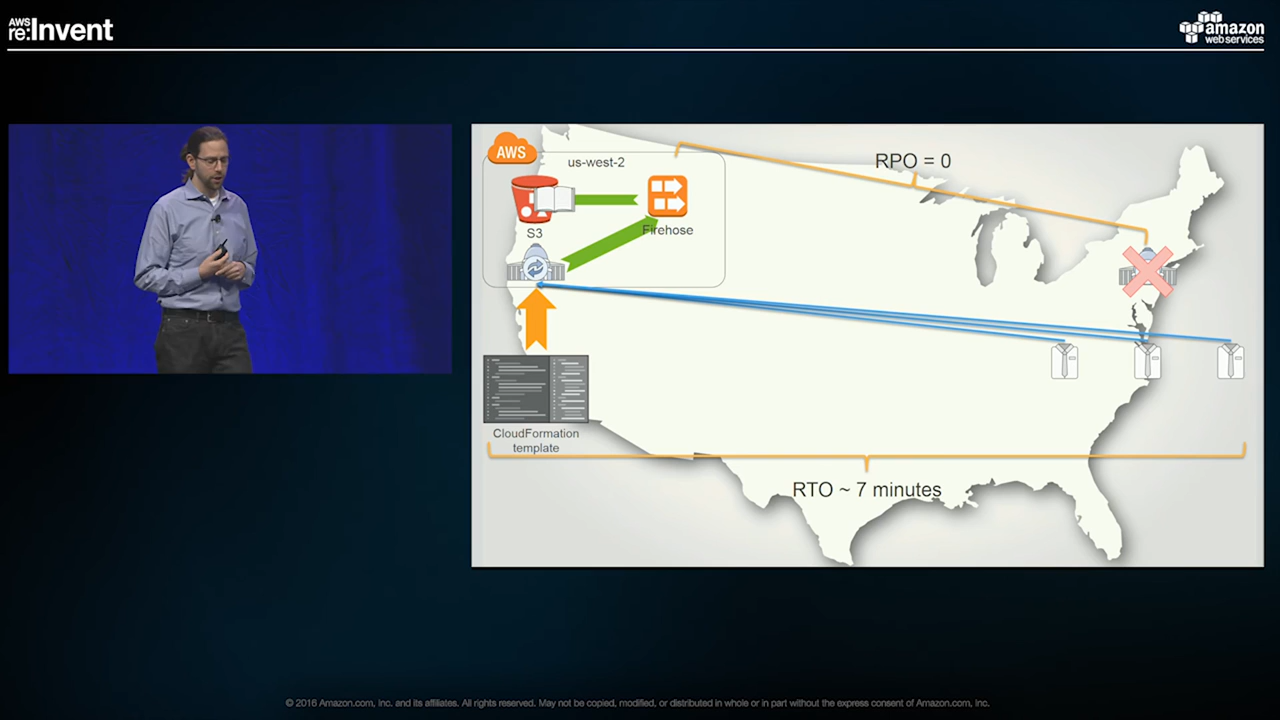 AWS
re:Invent
amazon
web services
AWS
us-west-2
RPO = 0
S3
Firehose
CloudFormation
template
RTO ~ 7 minutes
© 2016 Amazon.com, Inc. and its affiliates. All rights reserved. May not be copied, modified, or distributed in whole or in part without the express consent of Amazon.com, Inc.